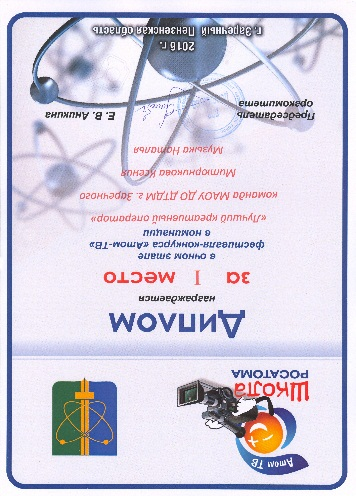 Атом ТВ
Школа
РОСАТОМА
Диплом
награждается
за I место
в очном этапе
фестиваля-конкурса «Атом-ТВ»
в номинации
«Лучший креативный оператор»
команда МАОУ ДО ДТДМ г. Заречного
Митюрникова Ксения
Музыка Наталья
Председатель
оргкомитета
Е. В. Аникина
2016 г.
г. Заречный Пензенская область